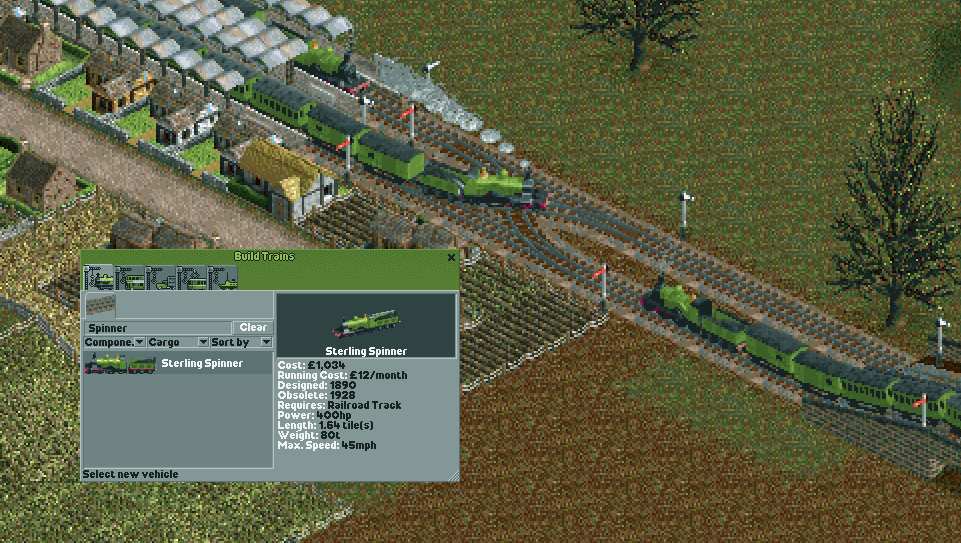 Build Trains
Spinner
Clear
Compone.
Cargo
Sort by
Sterling Spinner
Sterling Spinner
Cost: £1,034
Running Cost: £12/month
Designed: 1890
Obsolete: 1928
Requires: Railroad Track
Power: 400hp
Length: 1.64 tile(s)
Weight: 80t
Max. Speed: 45mph
Select new vehicle